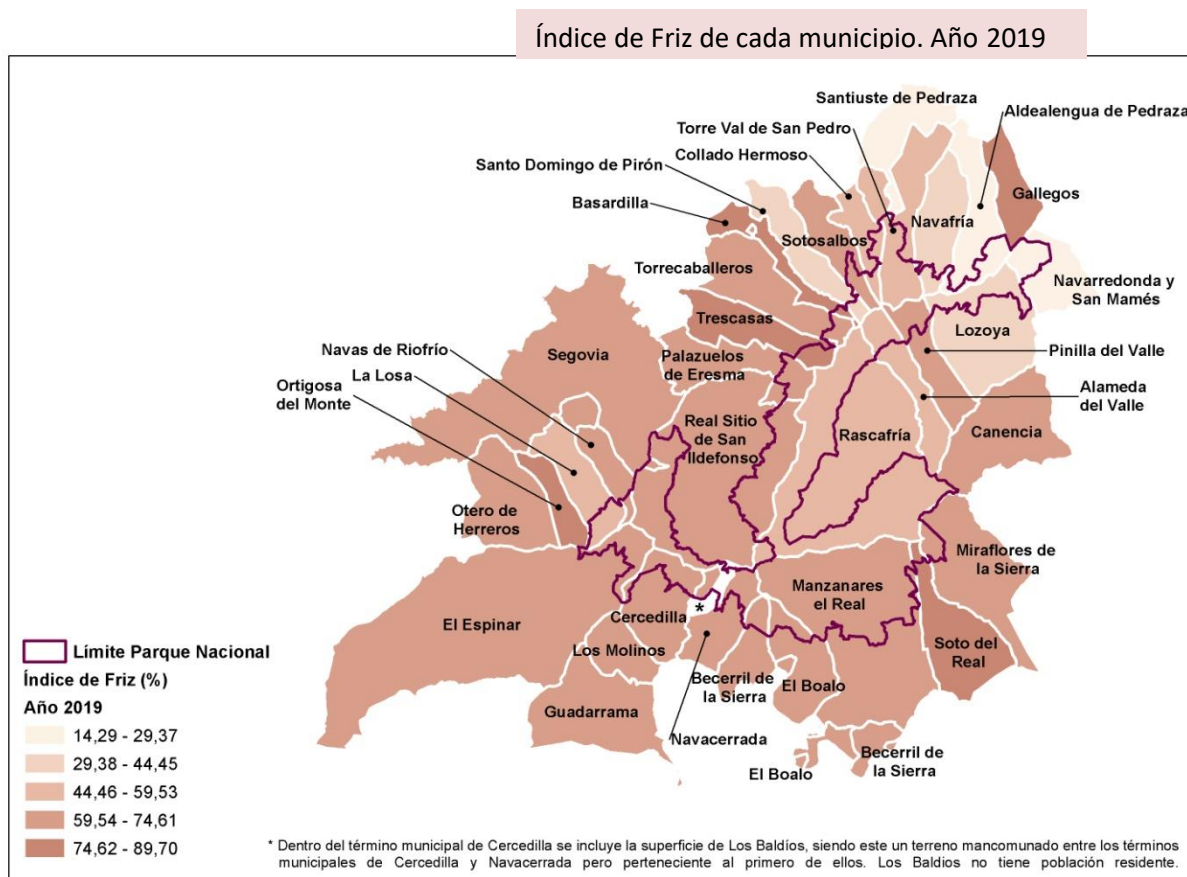 Índice de Friz de cada municipio. Año 2019
Santiuste de Pedraza
Aldealengua de Pedraza
Torre Val de San Pedro
Collado Hermoso
Santo Domingo de Pirón
Basardilla
Gallegos
Navafría
Sotosalbos
Torrecaballeros
Navarredonda y
San Mamés
Trescasas
Lozoya
Navas de Riofrío
Segovia
Palazuelos
de Eresma
Pinilla del Valle
La Losa
Ortigosa
del Monte
Alameda
del Valle
Real Sitio
de San
Ildefonso
Rascafría
Canencia
Otero de
Herreros
Miraflores de
la Sierra
Manzanares
el Real
El Espinar
*
Cercedilla
Los Molinos
Soto del
Real
Becerril de
la Sierra
El Boalo
Guadarrama
Navacerrada
Becerril de
la Sierra
El Boalo
Límite Parque Nacional
Índice de Friz (%)
Año 2019
14,29 - 29,37
29,38 - 44,45
44,46 - 59,53
59,54 - 74,61
74,62 - 89,70
* Dentro del término municipal de Cercedilla se incluye la superficie de Los Baldíos, siendo este un terreno mancomunado entre los términos
municipales de Cercedilla y Navacerrada pero perteneciente al primero de ellos. Los Baldios no tiene población residente.